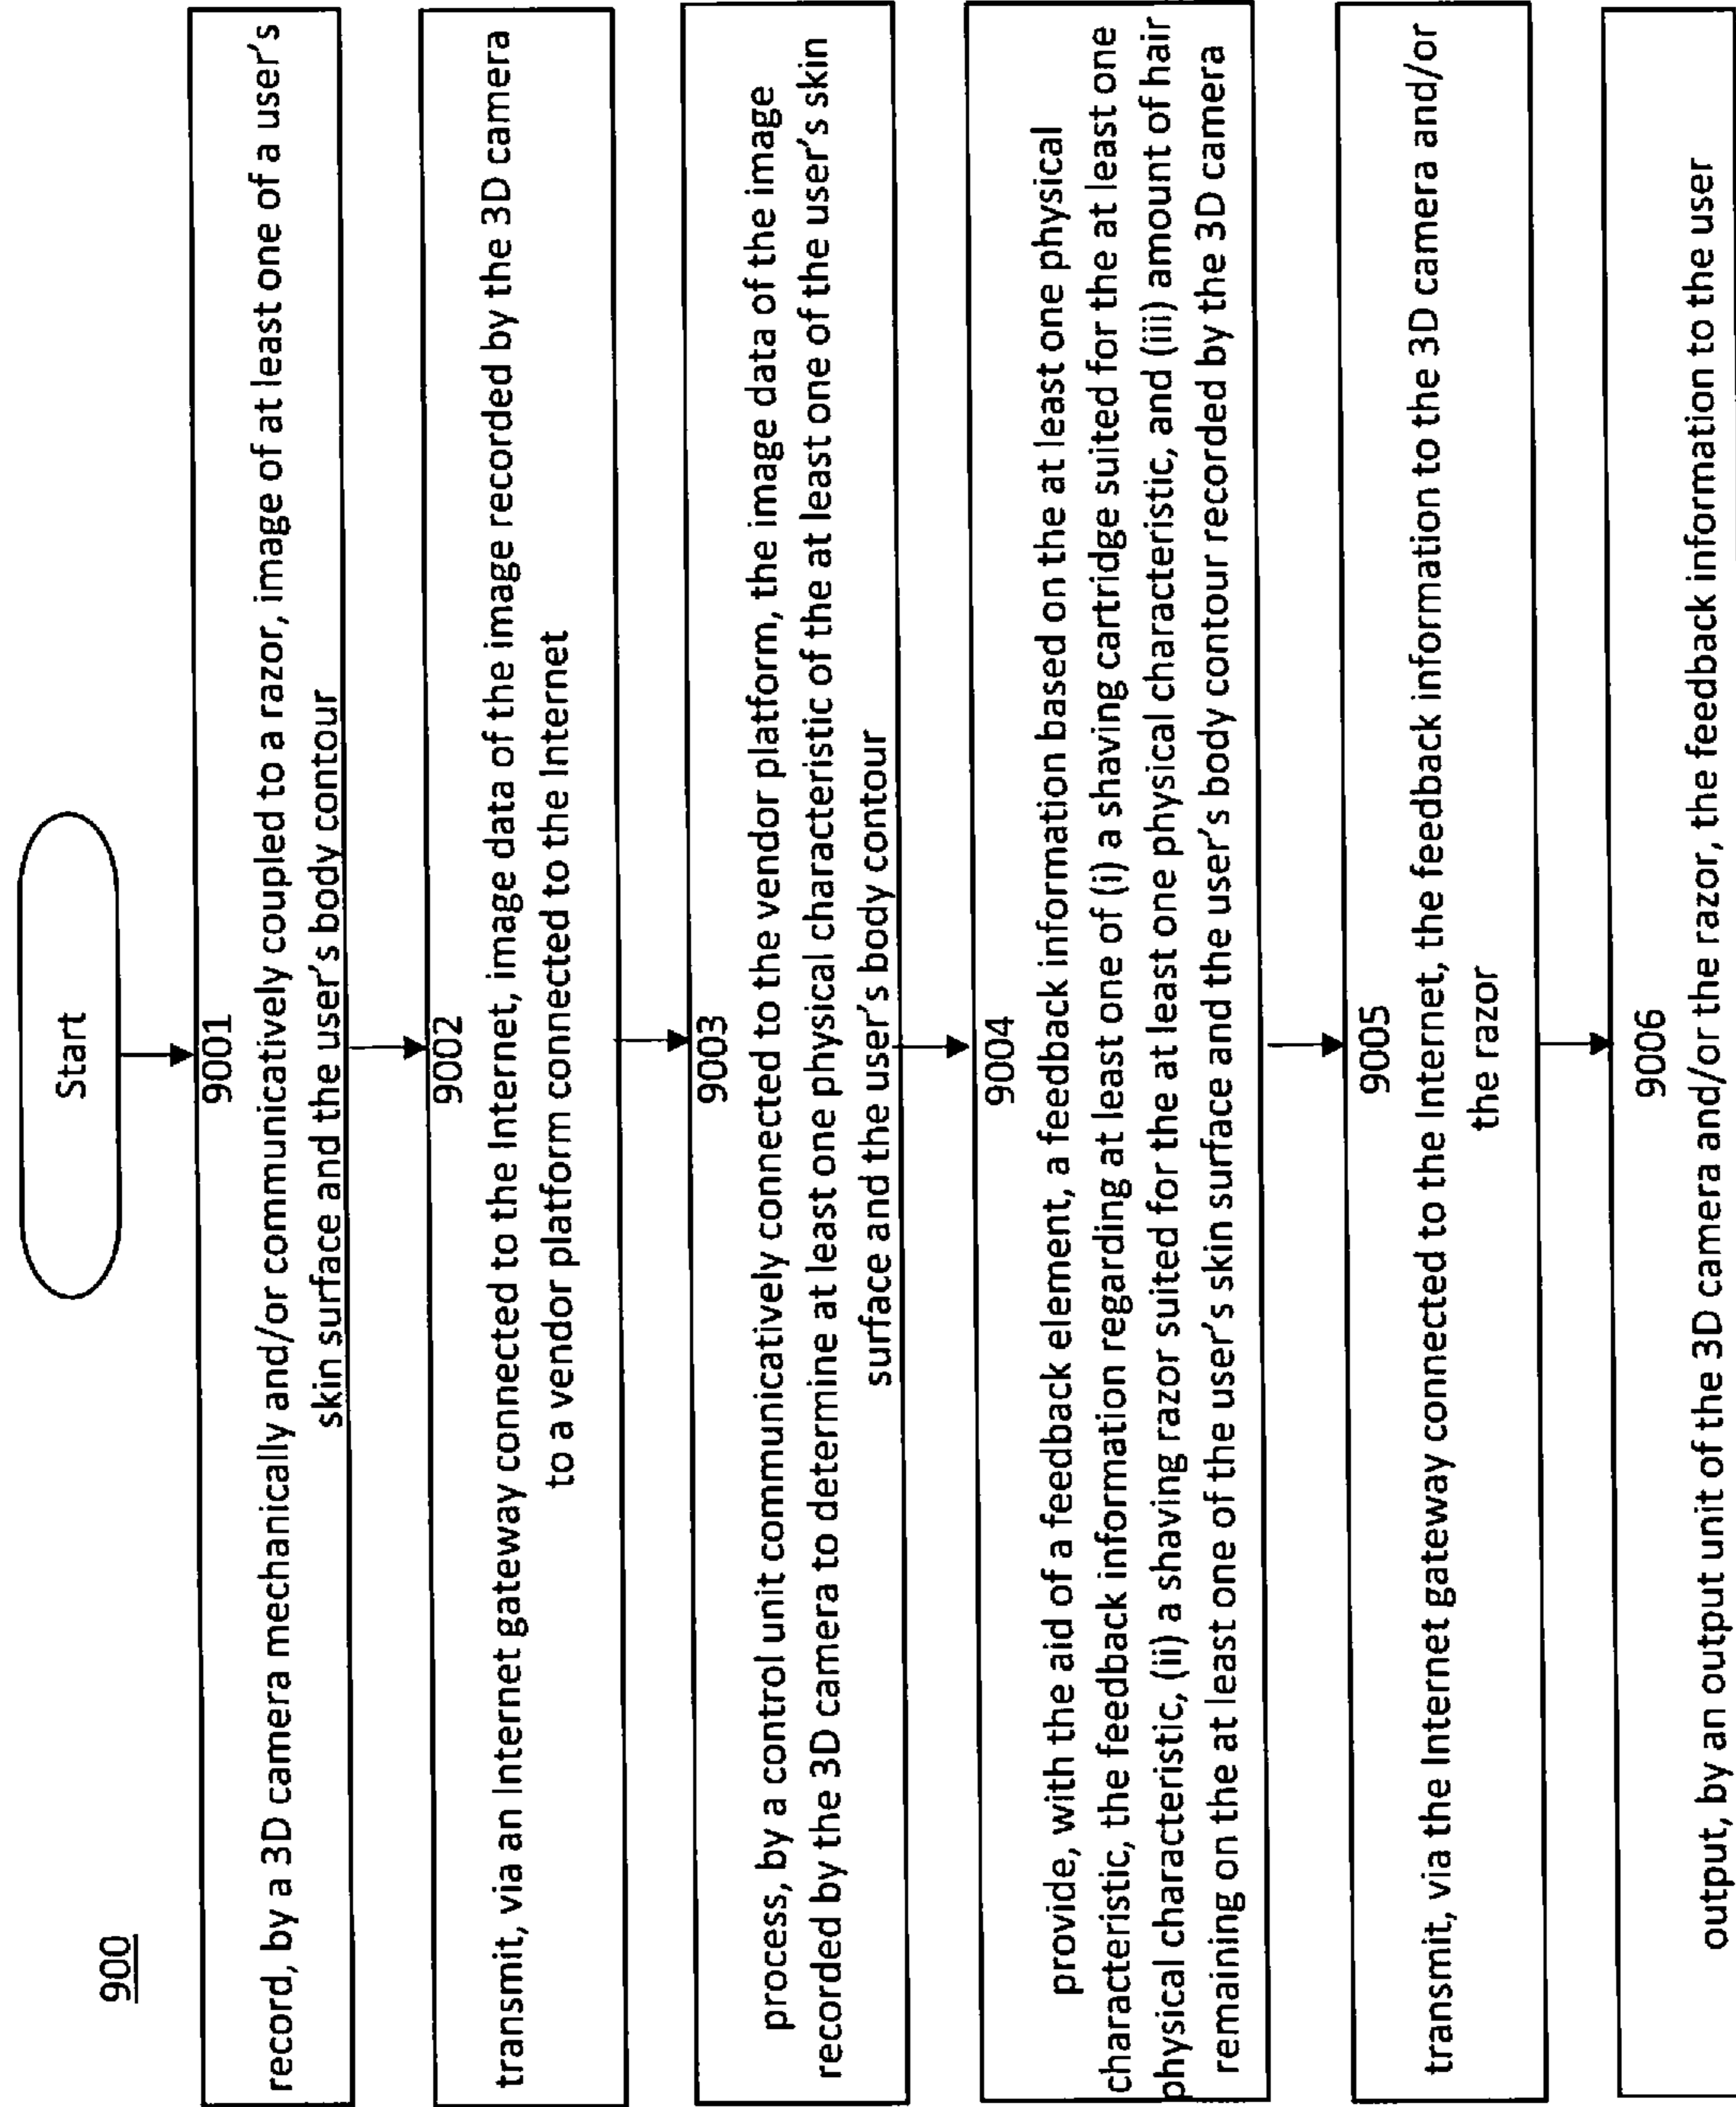 900
Start
9001
record, by a 3D camera mechanically and/or communicatively coupled to a razor, image of at least one of a user's
skin surface and the user's body contour
9002
transmit, via an Internet gateway connected to the Internet, image data of the image recorded by the 3D camera
to a vendor platform connected to the Internet
9003
process, by a control unit communicatively connected to the vendor platform, the image data of the image
recorded by the 3D camera to determine at least one physical characteristic of the at least one of the user's skin
surface and the user's body contour
9004
provide, with the aid of a feedback element, a feedback information based on the at least one physical
characteristic, the feedback information regarding at least one of (i) a shaving cartridge suited for the at least one
physical characteristic, (ii) a shaving razor suited for the at least one physical characteristic, and (iii) amount of hair
remaining on the at least one of the user's skin surface and the user's body contour recorded by the 3D camera
9005
transmit, via the Internet gateway connected to the Internet, the feedback information to the 3D camera and/or
the razor
9006
output, by an output unit of the 3D camera and/or the razor, the feedback information to the user